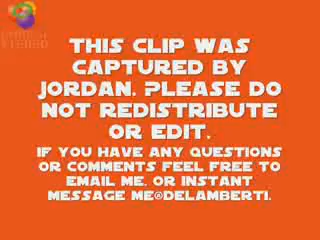 THIS CLIP WAS
CAPTURED BY
JORDAN. PLEASE DO
NOT REDISTRIBUTE
OR EDIT.
IF YOU HAVE ANY QUESTIONS
OR COMMENTS FEEL FREE TO
EMAIL ME. OR INSTANT
MESSAGE ME@DELAMBERTI.